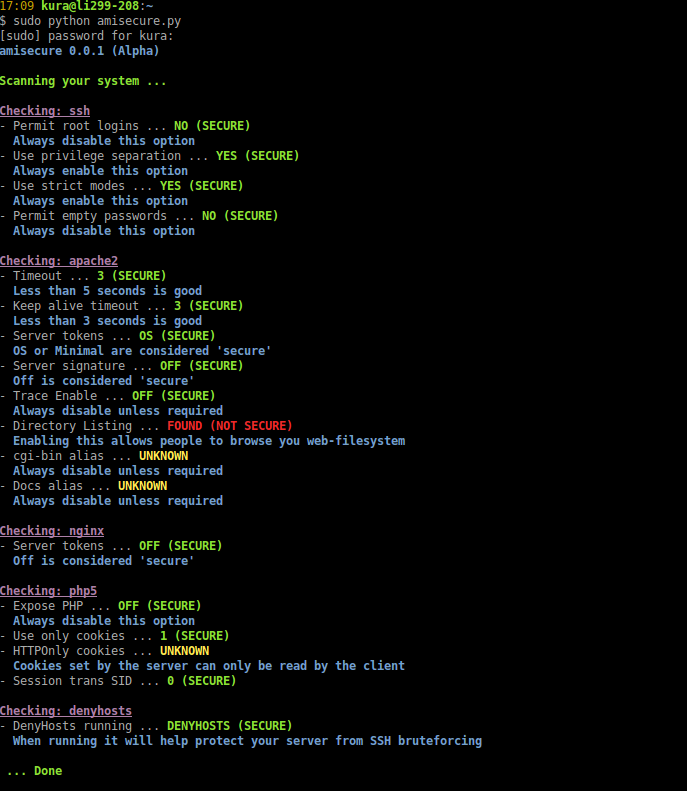 17:09 kura@li299-208:~
$ sudo python amisecure.py
[sudo] password for kura:
amisecure 0.0.1 (Alpha)
Scanning your system ...
Checking: ssh
- Permit root logins ... NO (SECURE)
Always disable this option
- Use privilege separation ... YES (SECURE)
Always enable this option
- Use strict modes ... YES (SECURE)
Always enable this option
- Permit empty passwords ... NO (SECURE)
Always disable this option
Checking: apache2
- Timeout ... 3 (SECURE)
Less than 5 seconds is good
- Keep alive timeout ... 3 (SECURE)
Less than 3 seconds is good
- Server tokens ... OS (SECURE)
OS or Minimal are considered 'secure'
- Server signature ... OFF (SECURE)
Off is considered 'secure'
- Trace Enable ... OFF (SECURE)
Always disable unless required
- Directory Listing ... FOUND (NOT SECURE)
Enabling this allows people to browse you web-filesystem
- cgi-bin alias ... UNKNOWN
Always disable unless required
- Docs alias ... UNKNOWN
Always disable unless required
Checking: nginx
- Server tokens ... OFF (SECURE)
Off is considered 'secure'
Checking: php5
- Expose PHP ... OFF (SECURE)
Always disable this option
- Use only cookies ... 1 (SECURE)
- HTTPOnly cookies ... UNKNOWN
Cookies set by the server can only be read by the client
- Session trans SID ... 0 (SECURE)
Checking: denyhosts
- DenyHosts running ... DENYHOSTS (SECURE)
When running it will help protect your server from SSH bruteforcing
... Done